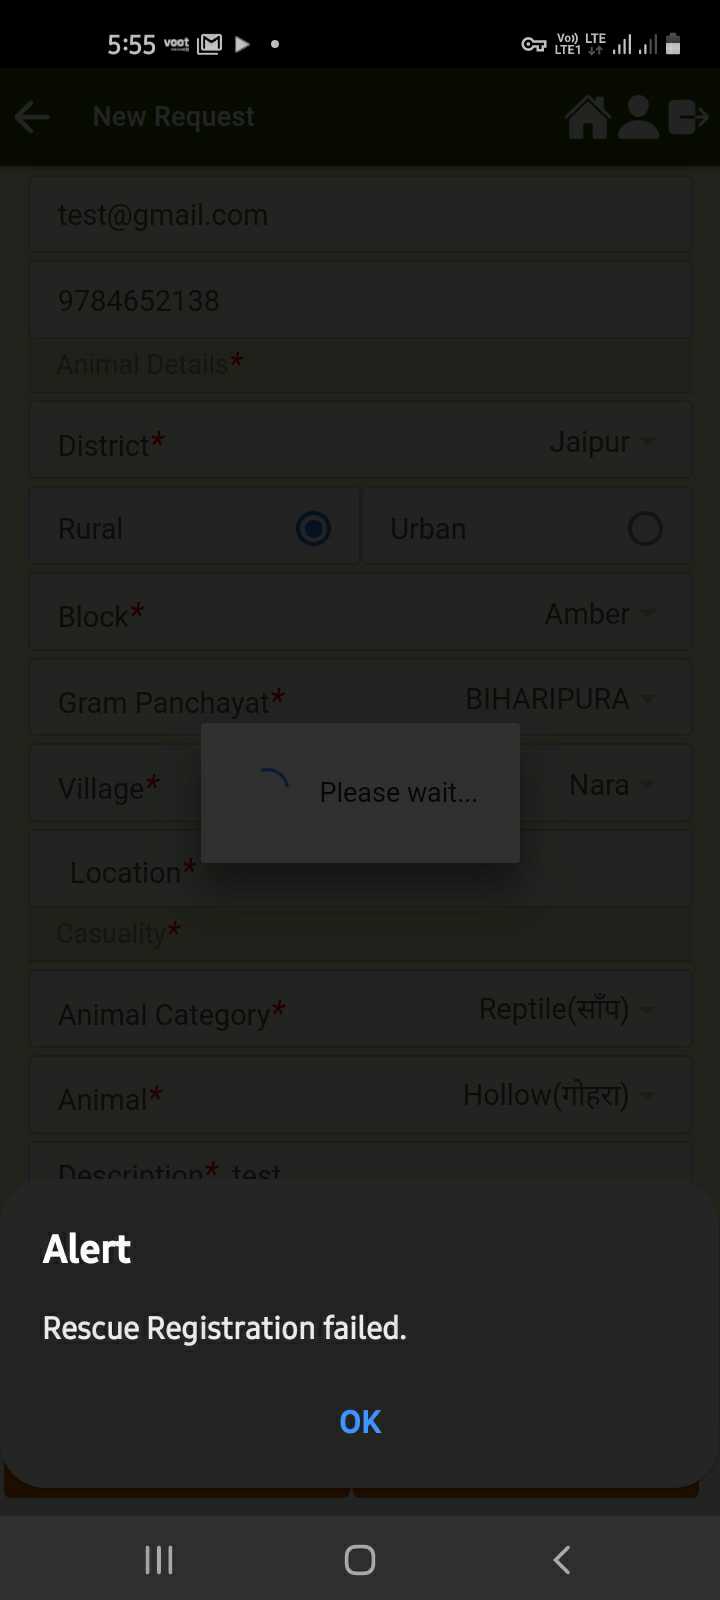 5:55 voot Vo)) LTE
LTE1
New Request
test@gmail.com
9784652138
Animal Details*
District* Jaipur
Rural Urban
Block* Amber
Gram Panchayat* BIHARIPURA
Village* Nara
Please wait...
Location*
Casuality*
Animal Category* Reptile(साँप)
Animal* Hollow(गोहरा)
Description* test
Alert
Rescue Registration failed.
OK